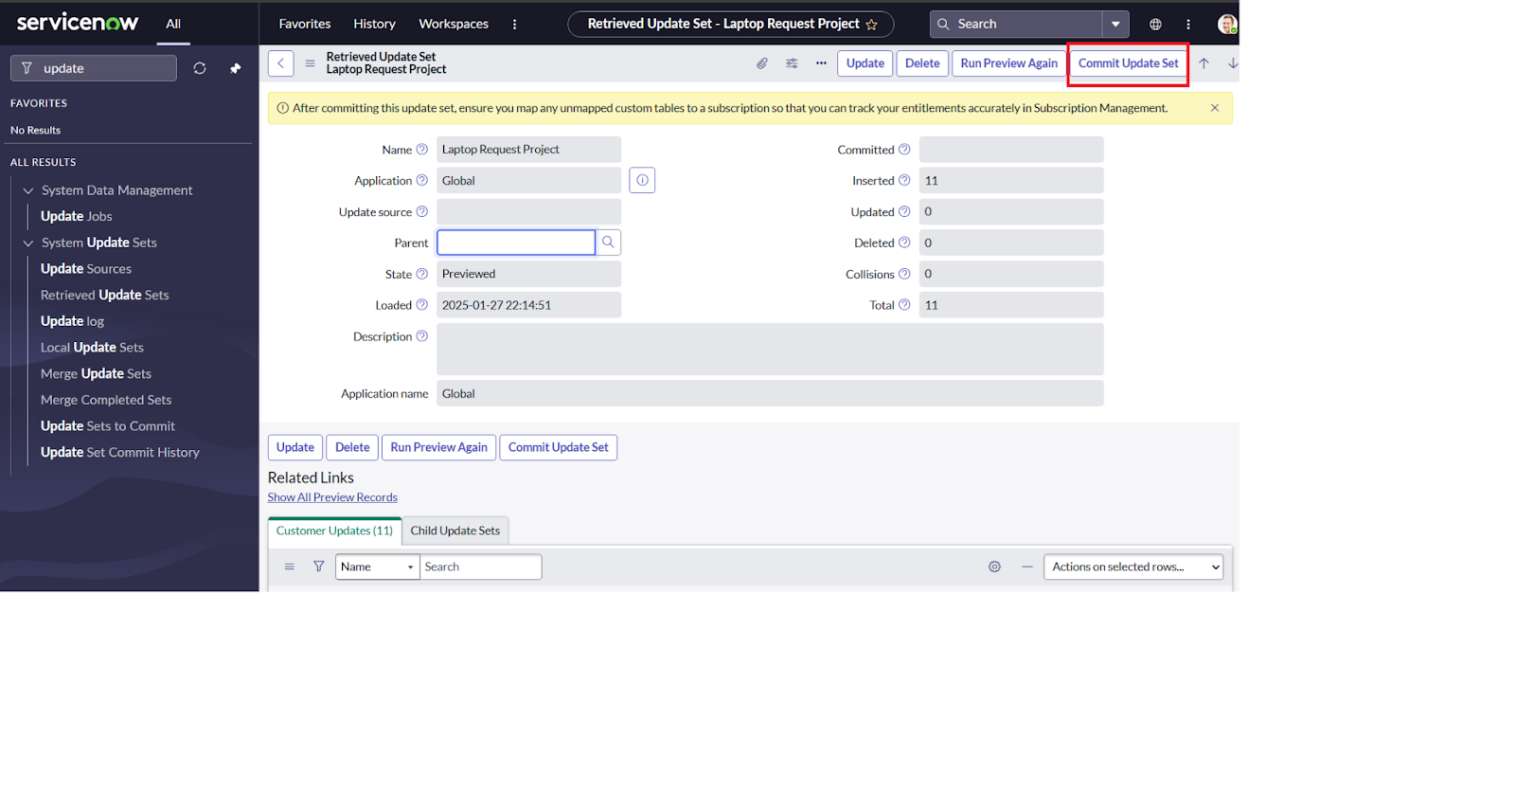 servicenow All Favorites History Workspaces Retrieved Update Set - Laptop Request Project Search
update
FAVORITES
No Results
ALL RESULTS
System Data Management
Update Jobs
System Update Sets
Update Sources
Retrieved Update Sets
Update log
Local Update Sets
Merge Update Sets
Merge Completed Sets
Update Sets to Commit
Update Set Commit History
Retrieved Update Set
Laptop Request Project
Update Delete Run Preview Again Commit Update Set
After committing this update set, ensure you map any unmapped custom tables to a subscription so that you can track your entitlements accurately in Subscription Management.
Name Laptop Request Project
Application Global
Update source
Parent
State Previewed
Loaded 2025-01-27 22:14:51
Committed
Inserted 11
Updated 0
Deleted 0
Collisions 0
Total 11
Description
Application name Global
Update Delete Run Preview Again Commit Update Set
Related Links
Show All Preview Records
Customer Updates (11) Child Update Sets
Name Search Actions on selected rows...